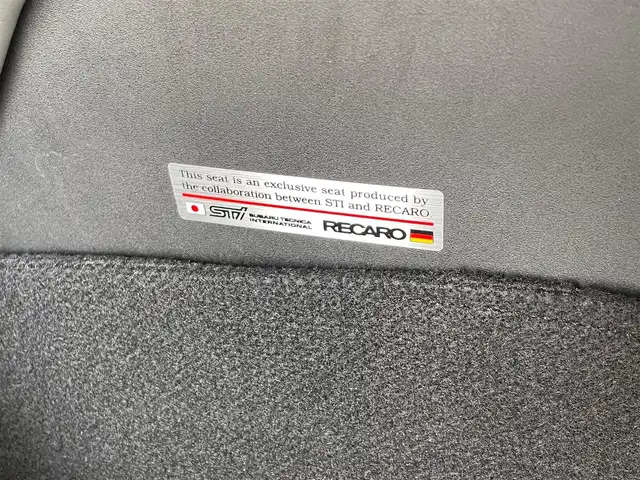 This seat is an exclusive seat produced by
the collaboration between STI and RECARO
STI SUBARU TECNICA INTERNATIONAL RECARO